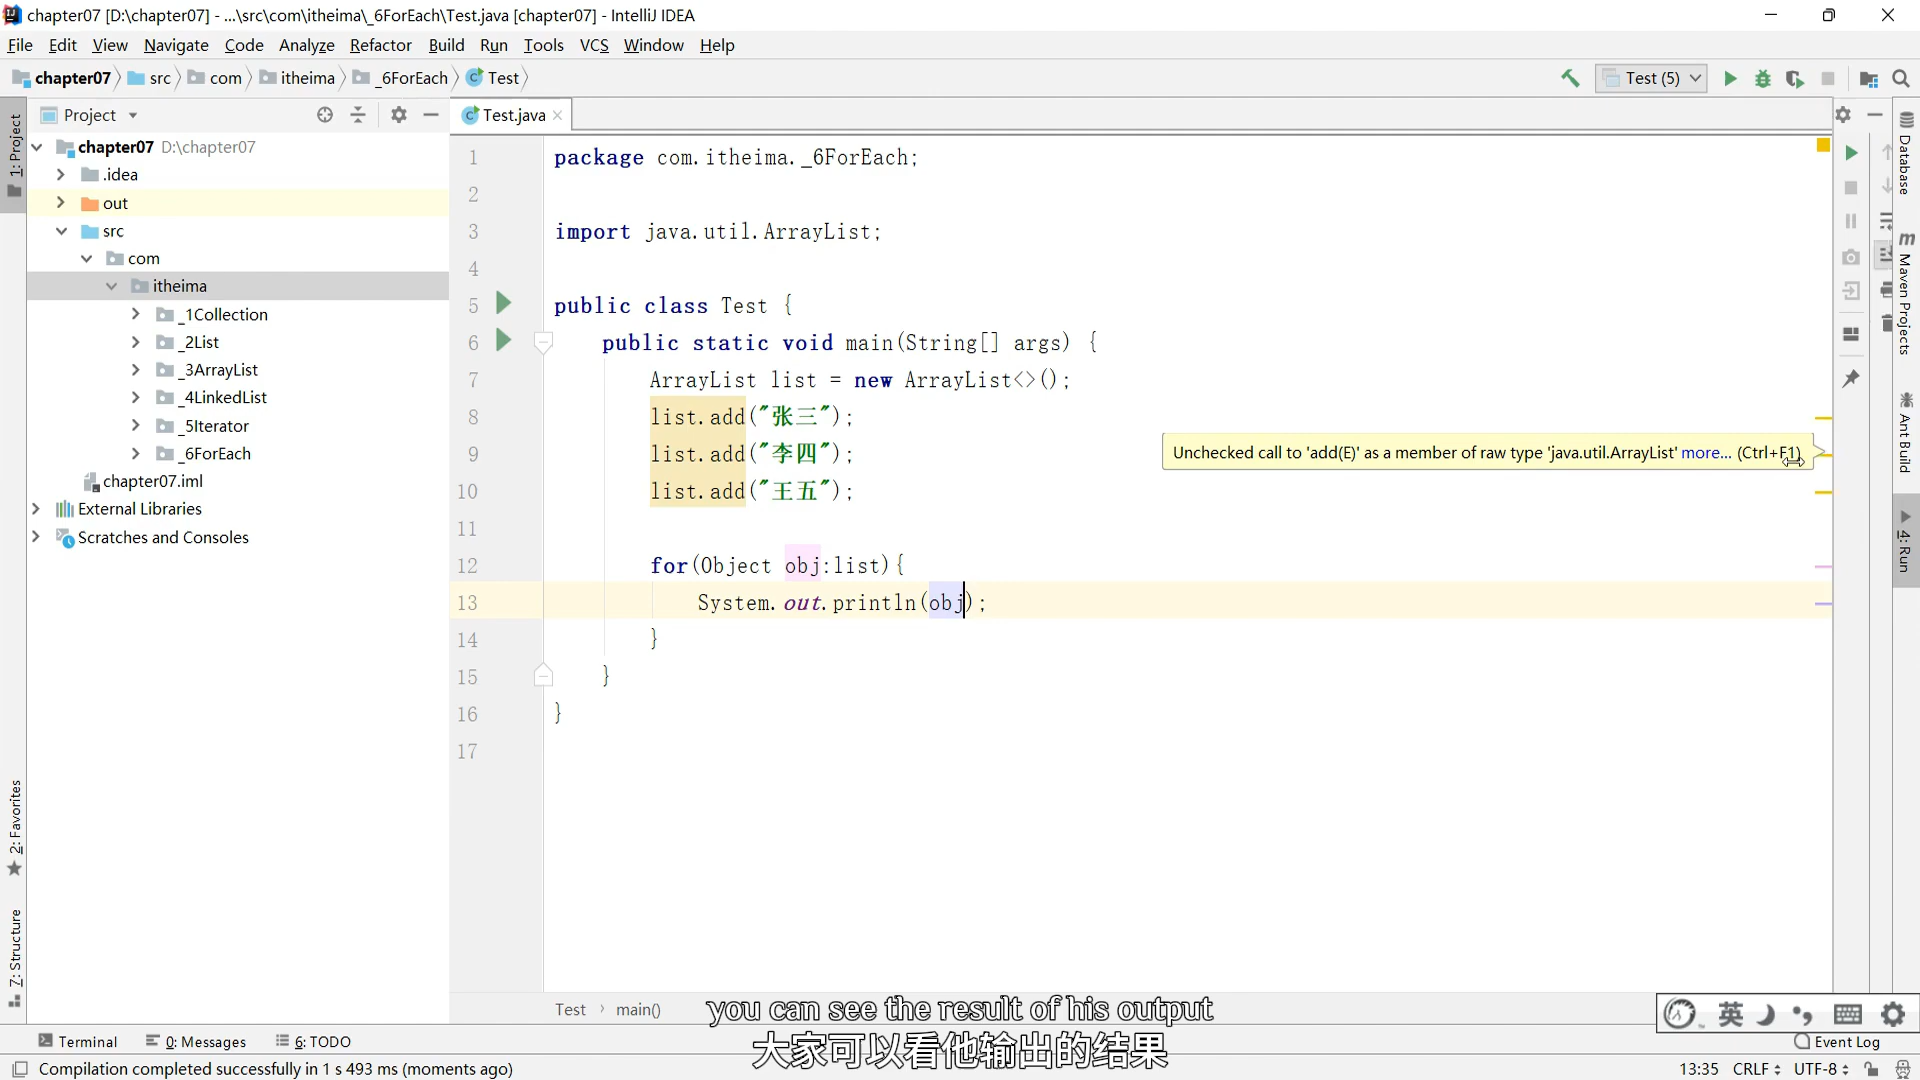 chapter07 [D:\chapter07] - ...\src\com\itheima\_6ForEach\Test.java [chapter07] - IntelliJ IDEA
File Edit View Navigate Code Analyze Refactor Build Run Tools VCS Window Help
chapter07 src com itheima _6ForEach Test
Test (5)
1: Project
Project
Test.java
chapter07 D:\chapter07
.idea
out
src
com
itheima
_1Collection
_2List
_3ArrayList
_4LinkedList
_5Iterator
_6ForEach
chapter07.iml
External Libraries
Scratches and Consoles
1 package com.itheima._6ForEach;
2
3 import java.util.ArrayList;
4
5 public class Test {
6 public static void main(String[] args) {
7 ArrayList list = new ArrayList<>();
8 list.add("张三");
9 list.add("李四");
10 list.add("王五");
11
12 for(Object obj:list){
13 System.out.println(obj);
14 }
15 }
16 }
17
Unchecked call to 'add(E)' as a member of raw type 'java.util.ArrayList' more... (Ctrl+F1)
Database
Maven Projects
Ant Build
4: Run
2: Favorites
7: Structure
Test › main()
you can see the result of his output
大家可以看他输出的结果
英
Terminal 0: Messages 6: TODO
Event Log
Compilation completed successfully in 1 s 493 ms (moments ago)
13:35 CRLF UTF-8